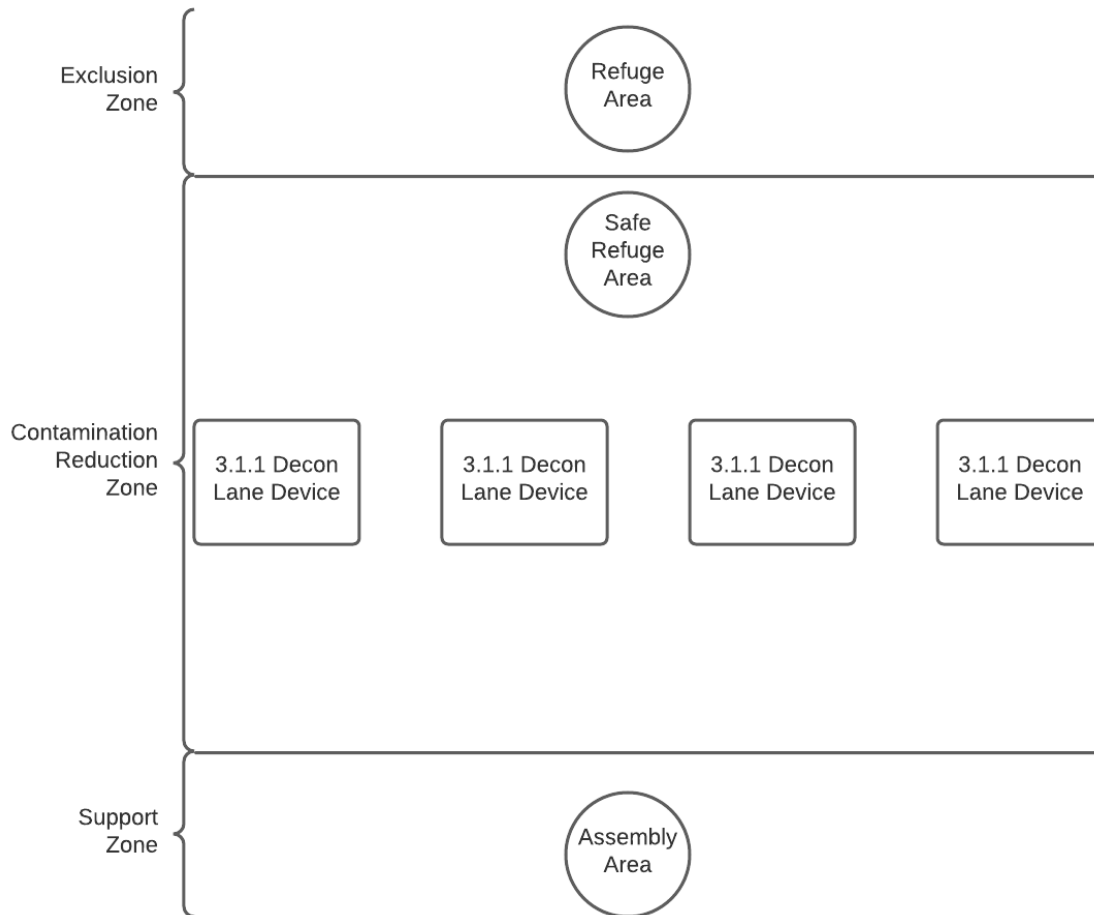 Exclusion
Zone
Refuge
Area
Safe
Refuge
Area
Contamination
Reduction
Zone
3.1.1 Decon
Lane Device
3.1.1 Decon
Lane Device
3.1.1 Decon
Lane Device
3.1.1 Decon
Lane Device
Support
Zone
Assembly
Area